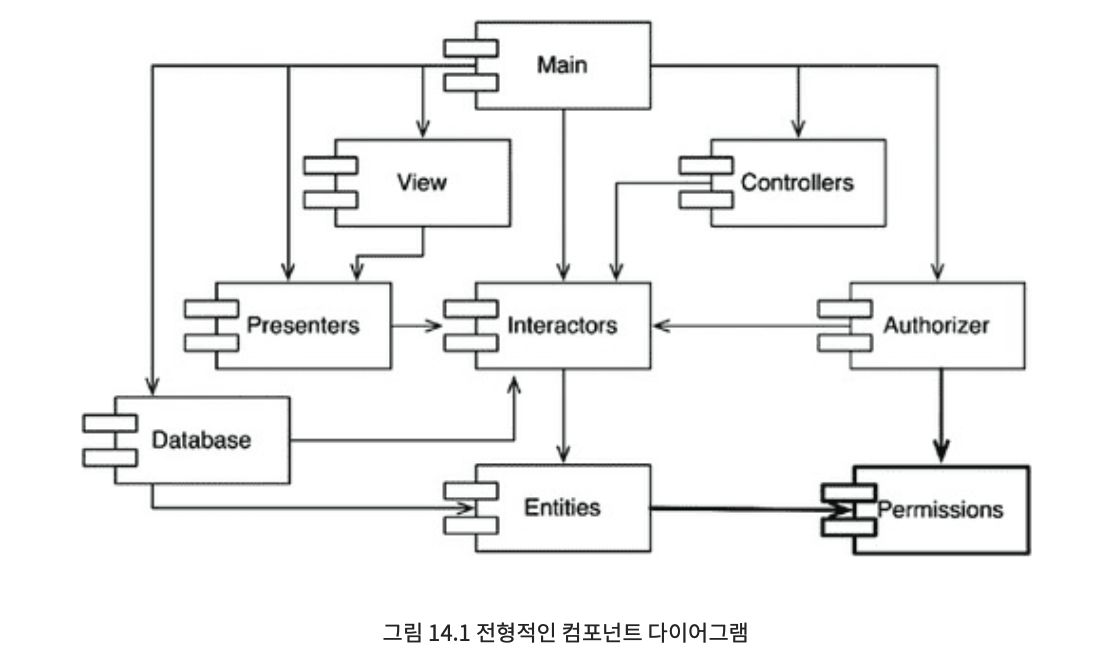 Main
View
Controllers
Presenters
Interactors
Authorizer
Database
Entities
Permissions
그림 14.1 전형적인 컴포넌트 다이어그램